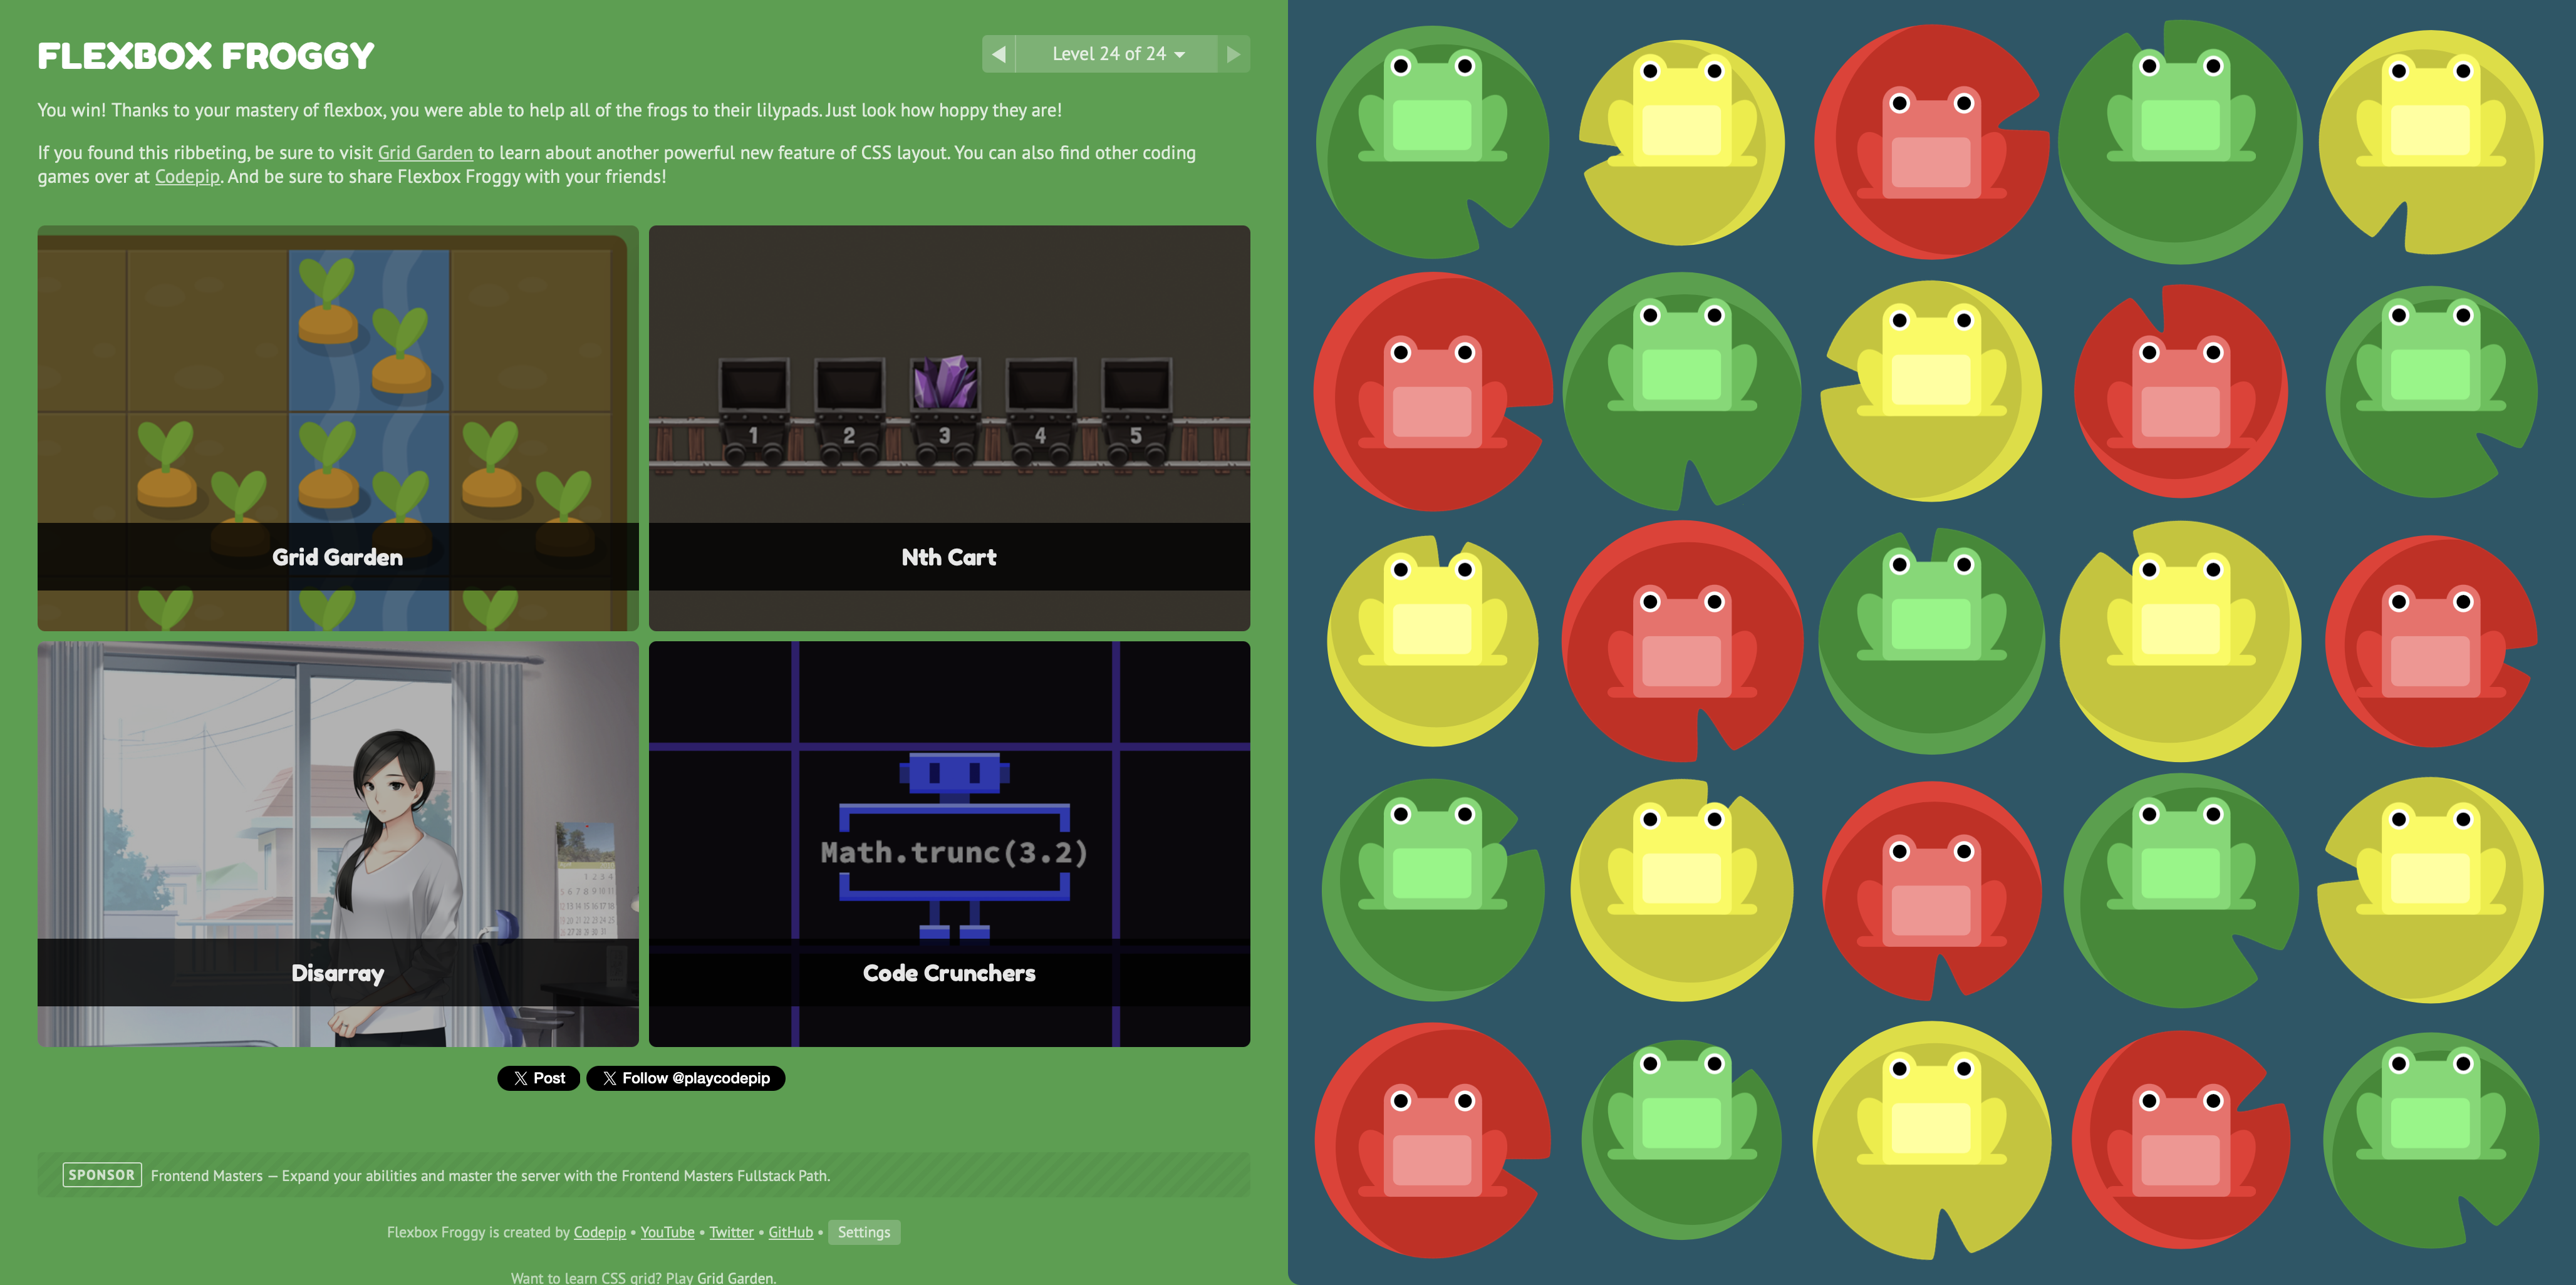 FLEXBOX FROGGY
Level 24 of 24
You win! Thanks to your mastery of flexbox, you were able to help all of the frogs to their lilypads. Just look how hoppy they are!
If you found this ribbeting, be sure to visit Grid Garden to learn about another powerful new feature of CSS layout. You can also find other coding
games over at Codepip. And be sure to share Flexbox Froggy with your friends!
Grid Garden
1 2 3 4 5
Nth Cart
Disarray
Math.trunc(3.2)
Code Crunchers
X Post
X Follow @playcodepip
SPONSOR Frontend Masters — Expand your abilities and master the server with the Frontend Masters Fullstack Path.
Flexbox Froggy is created by Codepip • YouTube • Twitter • GitHub • Settings
Want to learn CSS grid? Play Grid Garden.